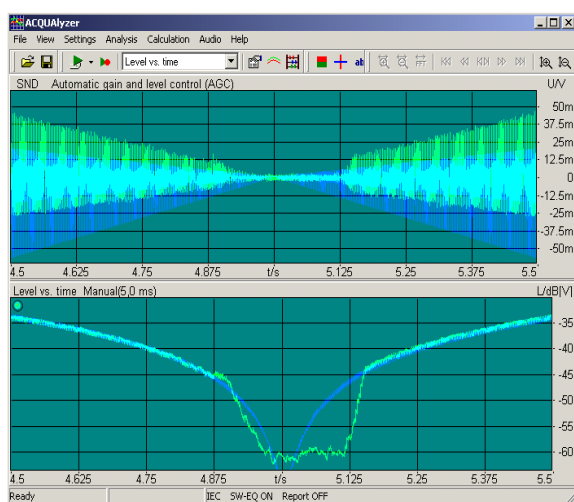 ACQUAlyzer
File View Settings Analysis Calculation Audio Help
Level vs. time
ab
FFT
SND Automatic gain and level control (AGC) U/V
50m
37.5m
25m
12.5m
0
-12.5m
-25m
-37.5m
-50m
4.5 4.625 4.75 4.875 t/s 5.125 5.25 5.375 5.5
Level vs. time Manual(5,0 ms) L/dB[V]
-35
-40
-45
-50
-55
-60
4.5 4.625 4.75 4.875 t/s 5.125 5.25 5.375 5.5
Ready IEC SW-EQ ON Report OFF